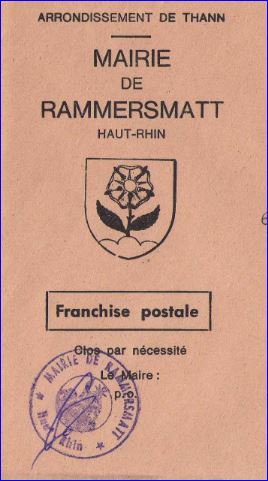 ARRONDISSEMENT DE THANN
MAIRIE
DE
RAMMERSMATT
HAUT-RHIN
Franchise postale
Clos par nécessité
Le Maire :
p.o.
MAIRIE DE RAMMERSMATT
Haut-Rhin